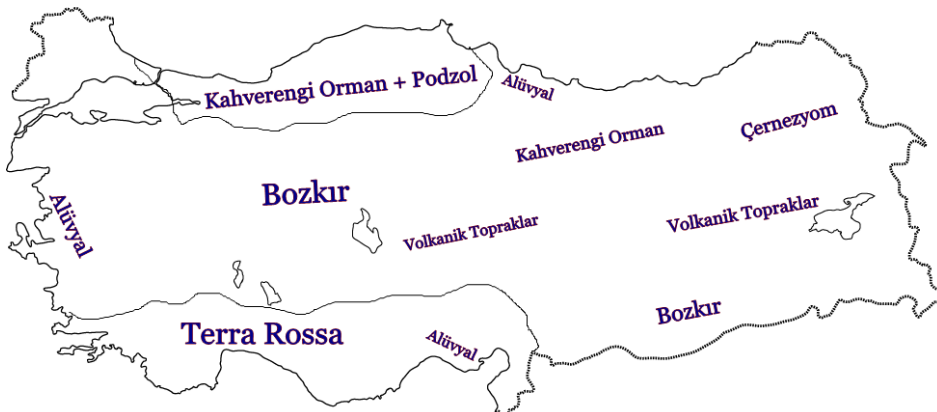 Kahverengi Orman + Podzol
Alüvyal
Çernezyom
Kahverengi Orman
Bozkır
Alüvyal
Volkanik Topraklar
Volkanik Topraklar
Bozkır
Terra Rossa
Alüvyal